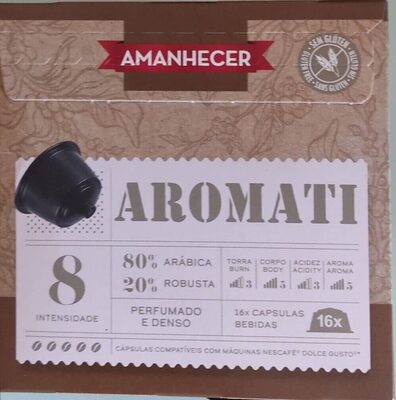 AMANHECER
SEM GLUTEN
GLUTEN FREE
SANS GLUTEN
SIN GLUTEN
AROMATI
8
INTENSIDADE
80% ARÁBICA
20% ROBUSTA
PERFUMADO
E DENSO
TORRA
BURN
3
CORPO
BODY
5
ACIDEZ
ACIDITY
3
AROMA
AROMA
5
16x CAPSULAS
BEBIDAS
16x
CÁPSULAS COMPATÍVEIS COM MÁQUINAS NESCAFÉ® DOLCE GUSTO®*